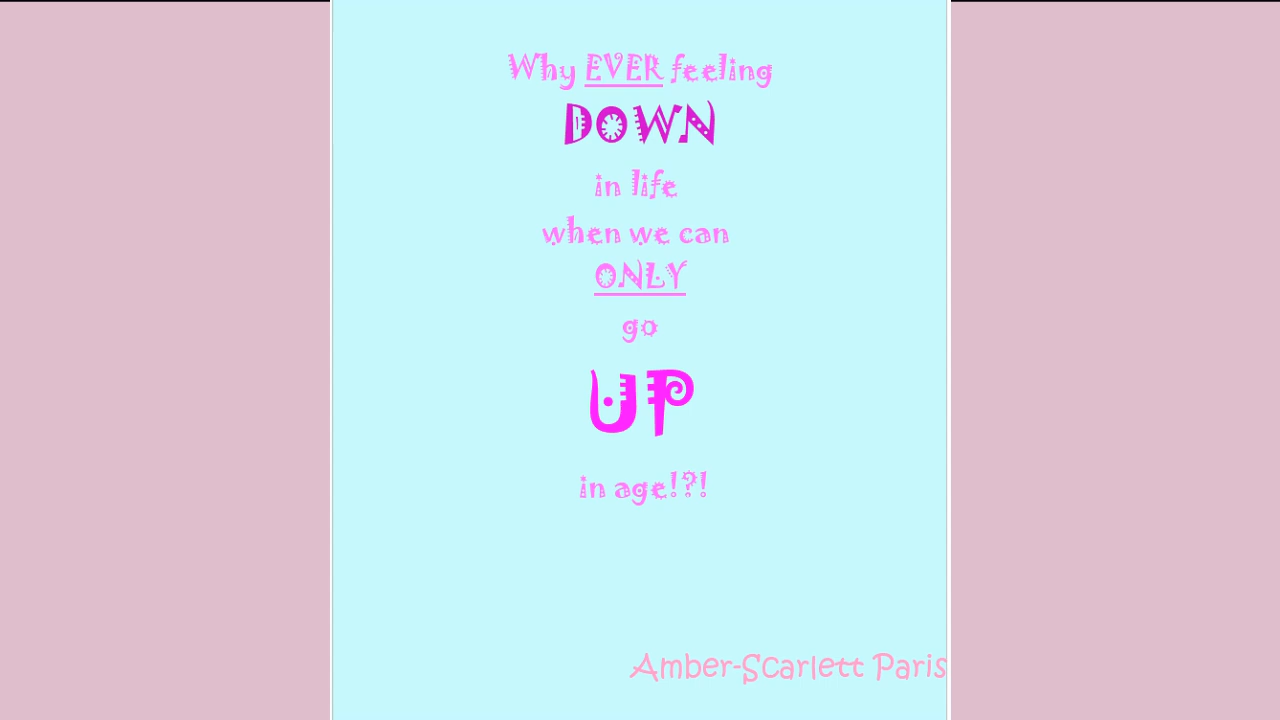 Why EVER feeling
DOWN
in life
when we can
ONLY
go
UP
in age!?!
Amber-Scarlett Paris